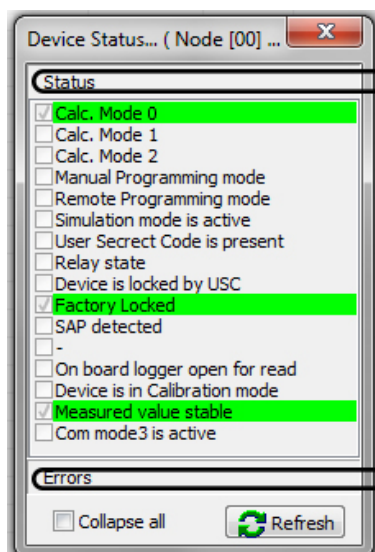 Device Status... ( Node [00] ...
X
Status
Calc. Mode 0
Calc. Mode 1
Calc. Mode 2
Manual Programming mode
Remote Programming mode
Simulation mode is active
User Secrect Code is present
Relay state
Device is locked by USC
Factory Locked
SAP detected
-
On board logger open for read
Device is in Calibration mode
Measured value stable
Com mode3 is active
Errors
Collapse all
Refresh